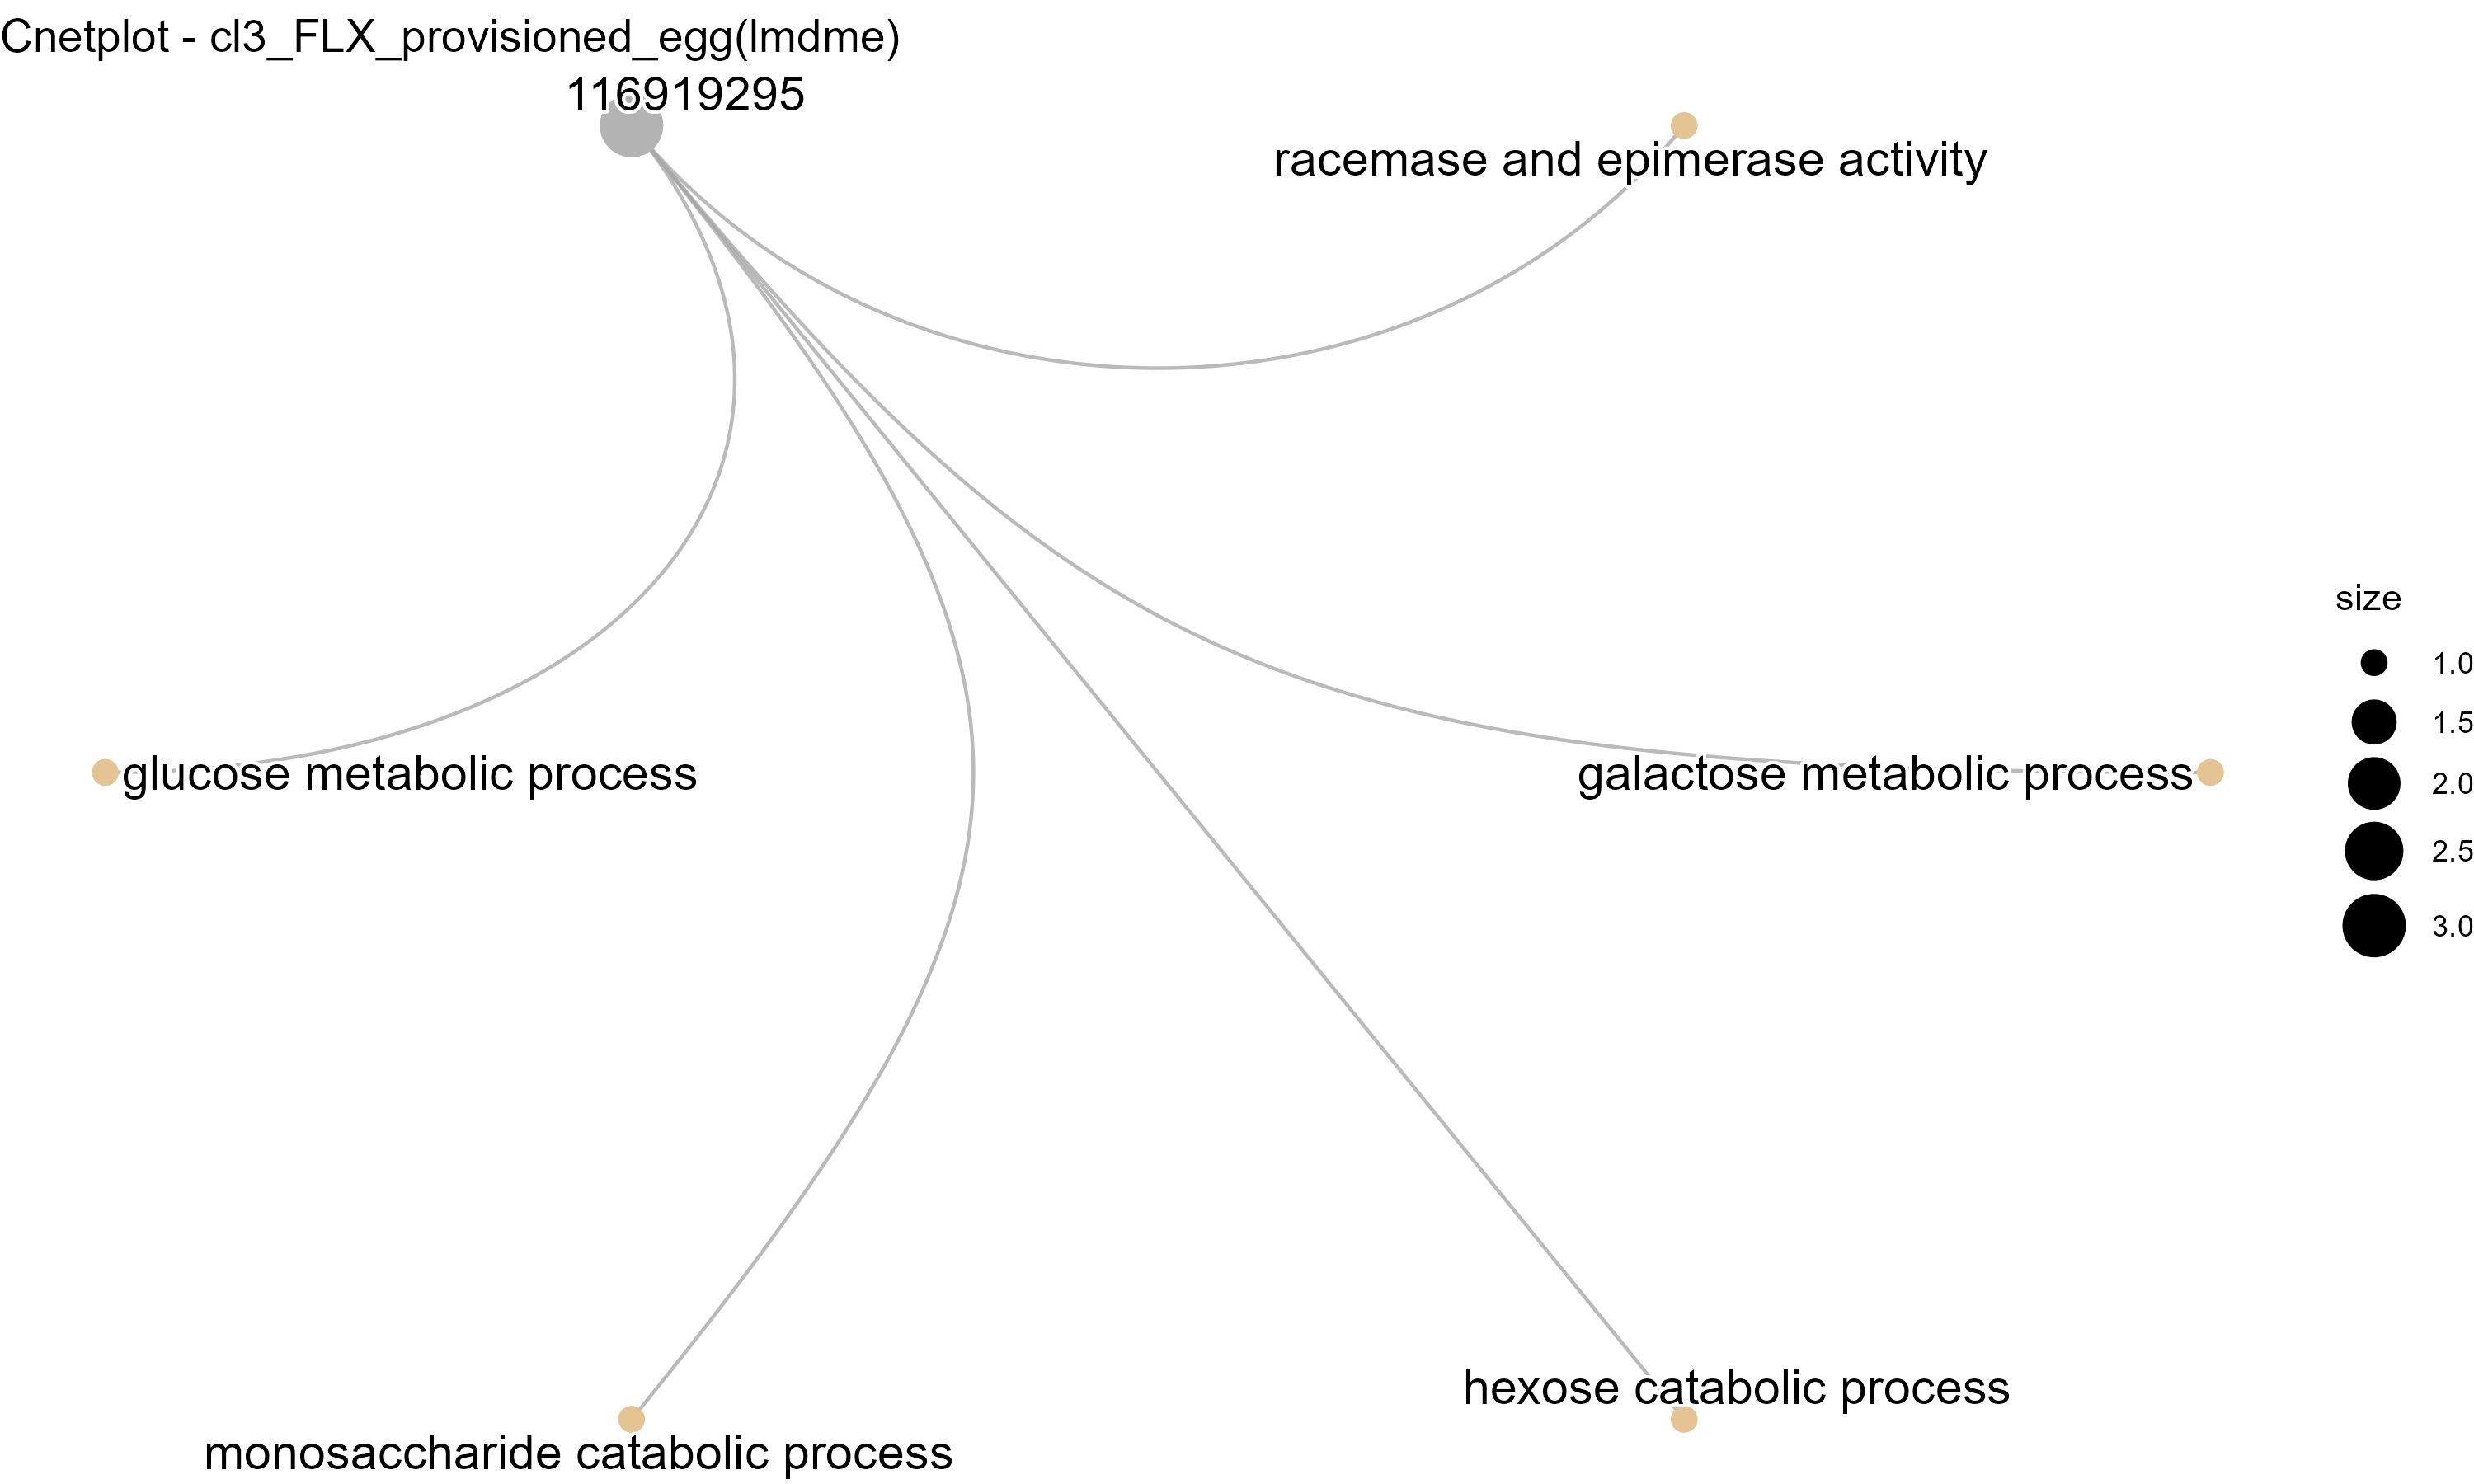 Cnetplot - cl3_FLX_provisioned_egg(lmdme)
116919295
racemase and epimerase activity
size
1.0
1.5
glucose metabolic process
galactose metabolic process
2.0
2.5
3.0
hexose catabolic process
monosaccharide catabolic process